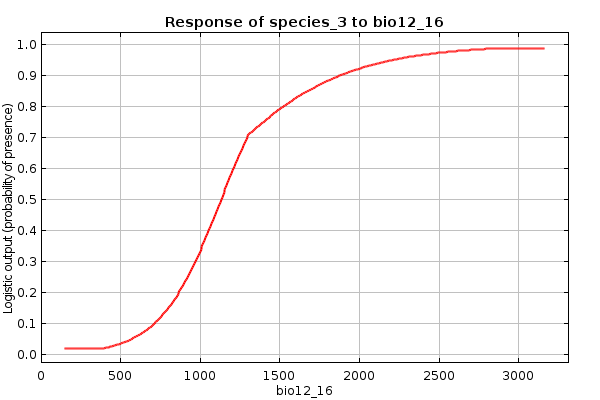 Response of species_3 to bio12_16
Logistic output (probability of presence)
1.0
0.9
0.8
0.7
0.6
0.5
0.4
0.3
0.2
0.1
0.0
0 500 1000 1500 2000 2500 3000
bio12_16